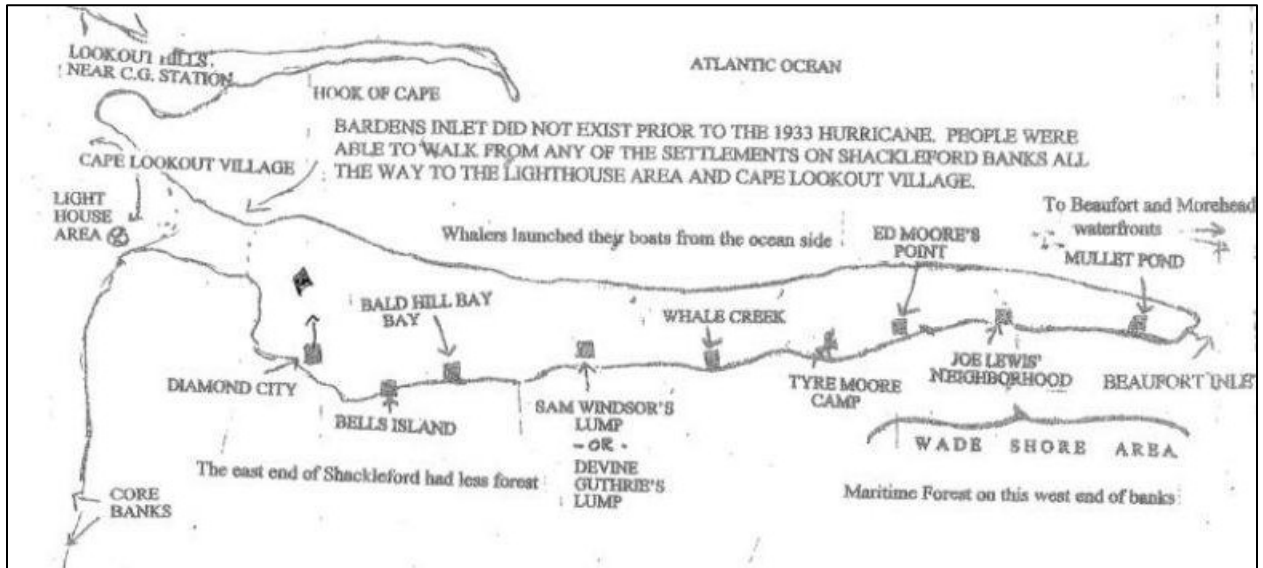 LOOKOUT HILLS
NEAR C.G. STATION
ATLANTIC OCEAN
HOOK OF CAPE
BARDENS INLET DID NOT EXIST PRIOR TO THE 1933 HURRICANE. PEOPLE WERE
ABLE TO WALK FROM ANY OF THE SETTLEMENTS ON SHACKLEFORD BANKS ALL
THE WAY TO THE LIGHTHOUSE AREA AND CAPE LOOKOUT VILLAGE.
CAPE LOOKOUT VILLAGE
LIGHT
HOUSE
AREA
Whalers launched their boats from the ocean side
ED MOORE'S
POINT
To Beaufort and Morehead
waterfronts
MULLET POND
BALD HILL BAY
BAY
WHALE CREEK
DIAMOND CITY
BELLS ISLAND
SAM WINDSOR'S
LUMP
-OR-
DEVINE
GUTHRIE'S
LUMP
TYRE MOORE
CAMP
JOE LEWIS'
NEIGHBORHOOD
BEAUFORT INLET
WADE SHORE AREA
The east end of Shackleford had less forest
Maritime Forest on this west end of banks
CORE
BANKS